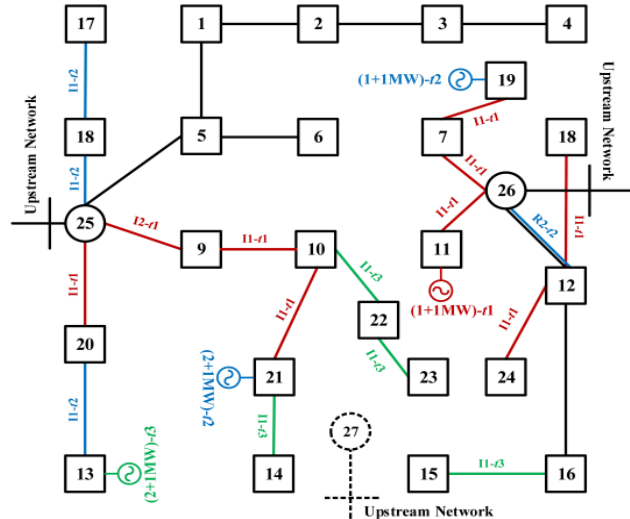 17
1
2
3
4
(1+1MW)-t2
19
I1-t2
I1-t1
18
5
6
7
18
Upstream Network
I1-t2
I1-t1
Upstream Network
25
I2-t1
26
I1-t1
I1-t1
R2-t2
9
I1-t1
10
11
12
I1-t1
I1-t3
(1+1MW)-t1
I1-t1
22
I1-t1
20
I1-t3
(2+1MW)-t2
21
23
24
I1-t2
I1-t3
27
13
(2+1MW)-t3
14
15
I1-t3
16
Upstream Network